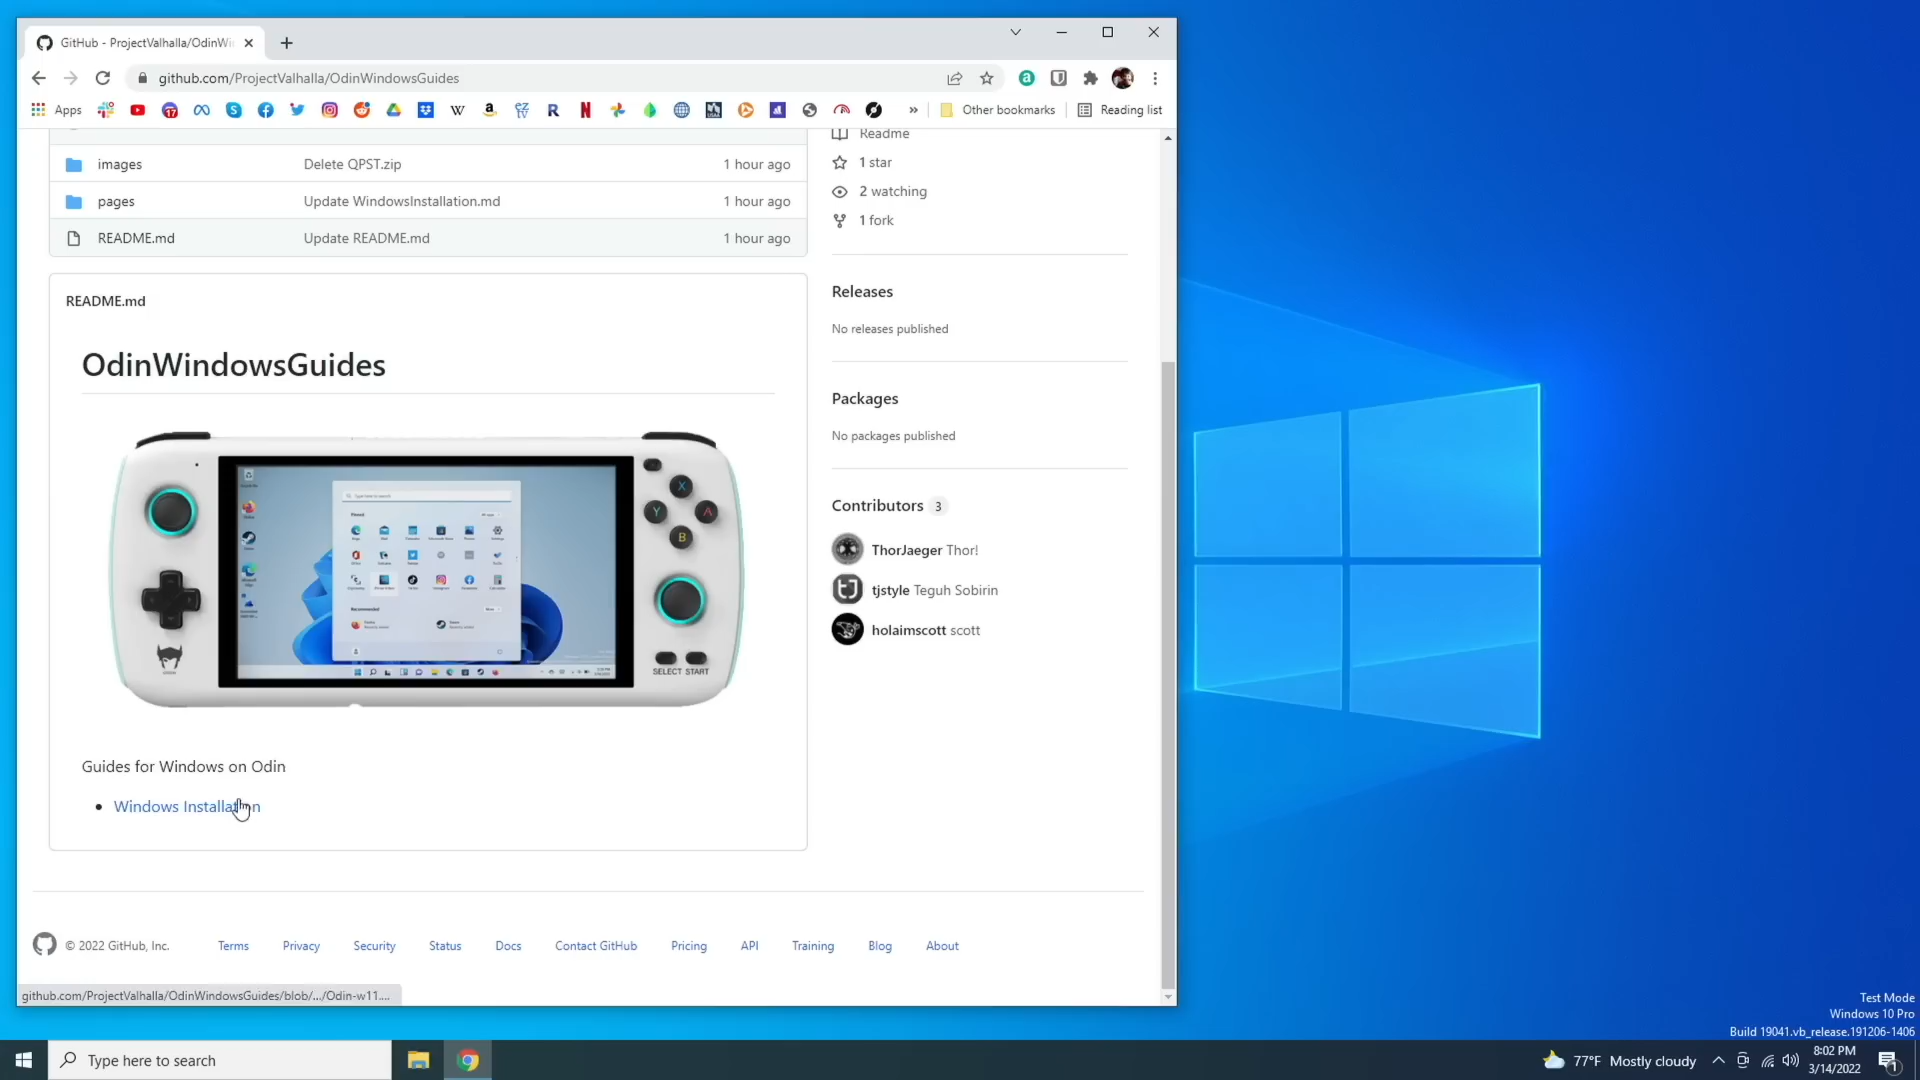 GitHub - ProjectValhalla/OdinWi
github.com/ProjectValhalla/OdinWindowsGuides
Apps
Other bookmarks
Reading list
images Delete QPST.zip 1 hour ago
pages Update WindowsInstallation.md 1 hour ago
README.md Update README.md 1 hour ago
Readme
1 star
2 watching
1 fork
README.md
OdinWindowsGuides
X
Y
A
B
SELECT START
Guides for Windows on Odin
Windows Installation
Releases
No releases published
Packages
No packages published
Contributors 3
ThorJaeger Thor!
tjstyle Teguh Sobirin
holaimscott scott
© 2022 GitHub, Inc. Terms Privacy Security Status Docs Contact GitHub Pricing API Training Blog About
github.com/ProjectValhalla/OdinWindowsGuides/blob/.../Odin-w11....
Test Mode
Windows 10 Pro
Build 19041.vb_release.191206-1406
Type here to search
77°F Mostly cloudy
8:02 PM
3/14/2022
1